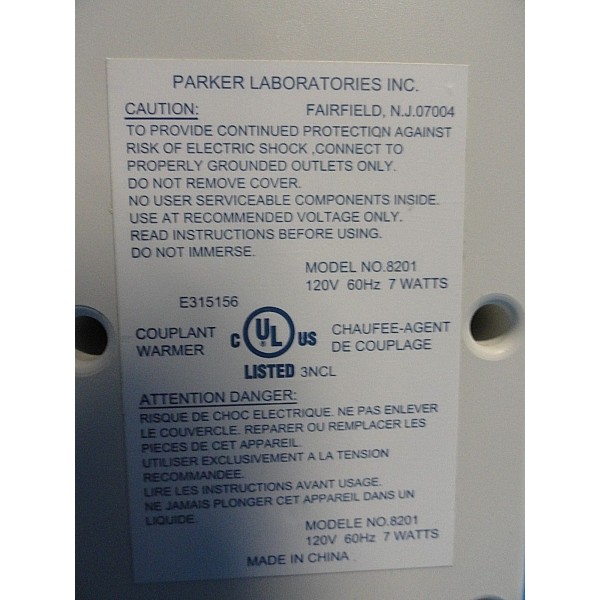 PARKER LABORATORIES INC.
CAUTION: FAIRFIELD, N.J.07004
TO PROVIDE CONTINUED PROTECTION AGAINST
RISK OF ELECTRIC SHOCK ,CONNECT TO
PROPERLY GROUNDED OUTLETS ONLY.
DO NOT REMOVE COVER.
NO USER SERVICEABLE COMPONENTS INSIDE.
USE AT RECOMMENDED VOLTAGE ONLY.
READ INSTRUCTIONS BEFORE USING.
DO NOT IMMERSE.
MODEL NO.8201
120V 60Hz 7 WATTS
E315156
COUPLANT
WARMER
C UL US
LISTED 3NCL
CHAUFEE-AGENT
DE COUPLAGE
ATTENTION DANGER:
RISQUE DE CHOC ELECTRIQUE. NE PAS ENLEVER
LE COUVERCLE. REPARER OU REMPLACER LES
PIECES DE CET APPAREIL.
UTILISER EXCLUSIVEMENT A LA TENSION
RECOMMANDEE.
LIRE LES INSTRUCTIONS AVANT USAGE.
NE JAMAIS PLONGER CET APPAREIL DANS UN
LIQUIDE.
MODELE NO.8201
120V 60Hz 7 WATTS
MADE IN CHINA